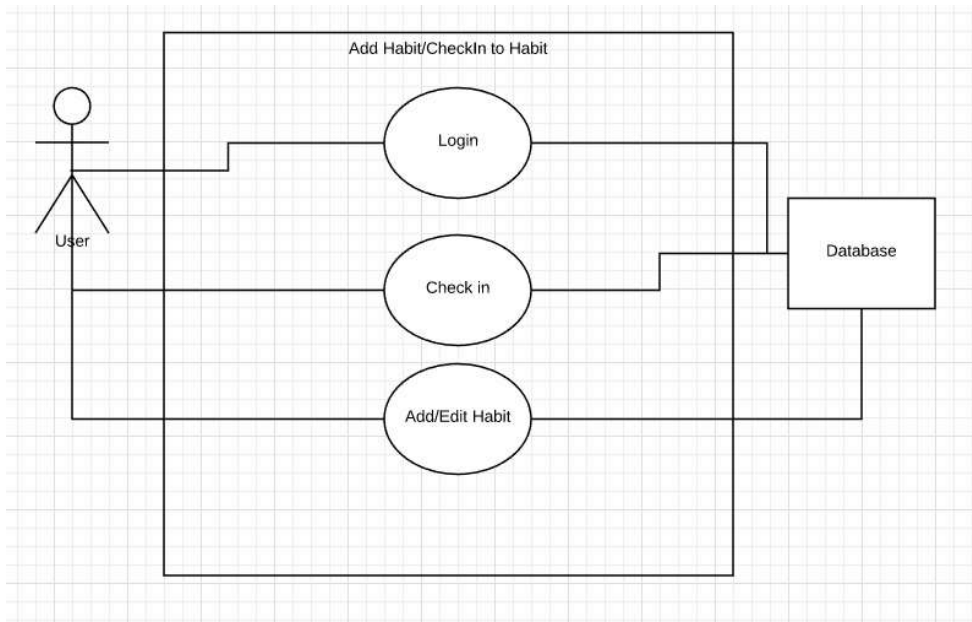 Add Habit/CheckIn to Habit
Login
User
Check in
Database
Add/Edit Habit